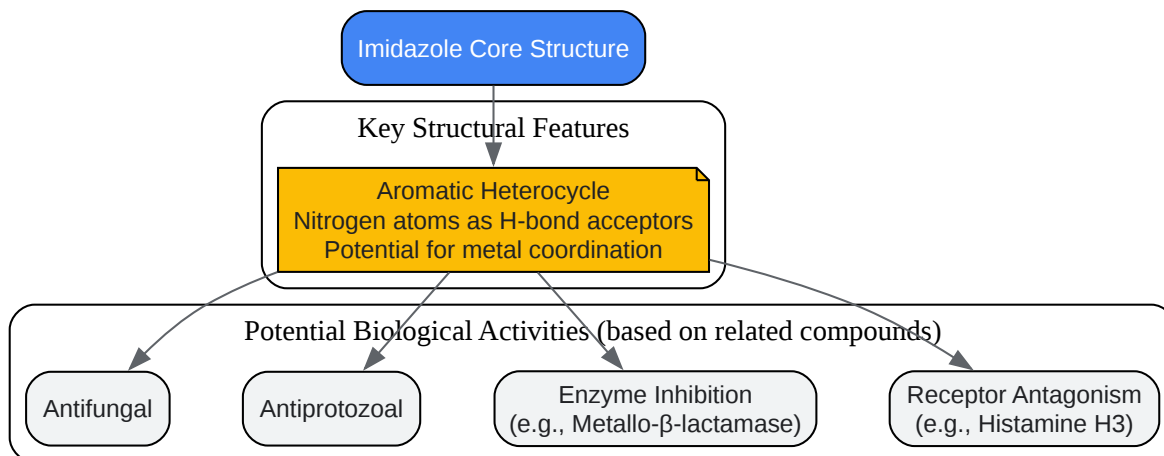 Imidazole Core Structure
Key Structural Features
Aromatic Heterocycle
Nitrogen atoms as H-bond acceptors
Potential for metal coordination
Potential Biological Activities (based on related compounds)
Antifungal
Antiprotozoal
Enzyme Inhibition
(e.g., Metallo-β-lactamase)
Receptor Antagonism
(e.g., Histamine H3)